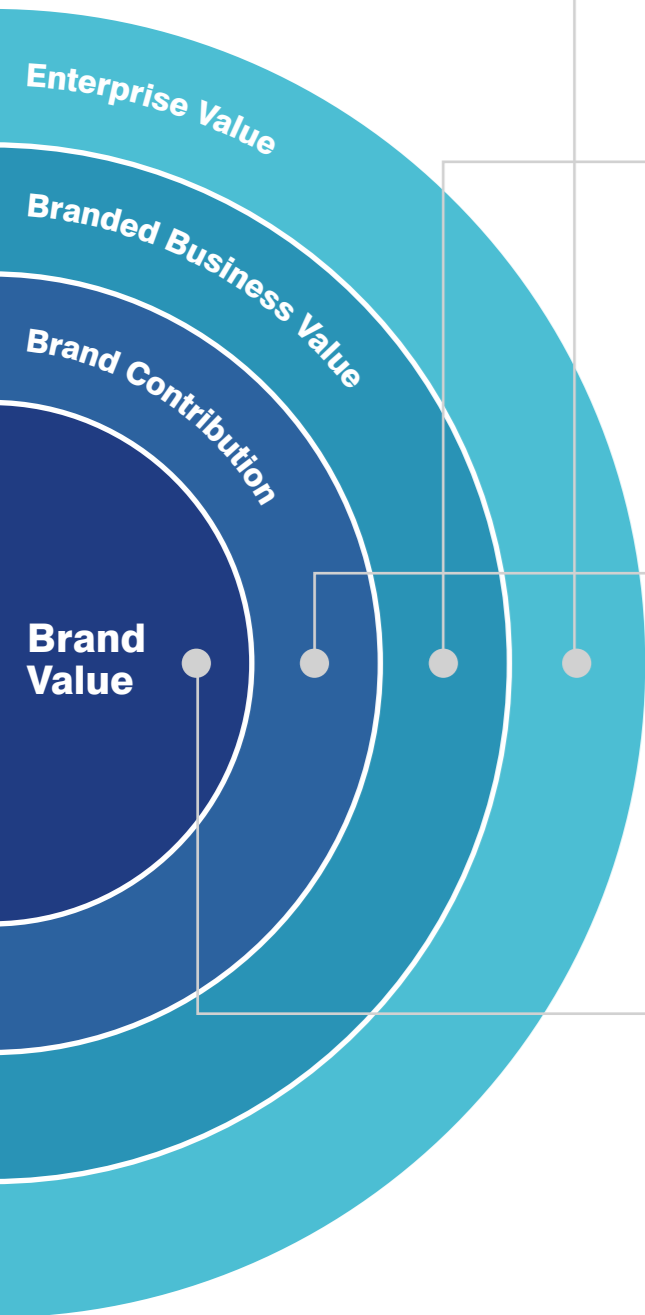 Enterprise Value
Branded Business Value
Brand Contribution
Brand
Value